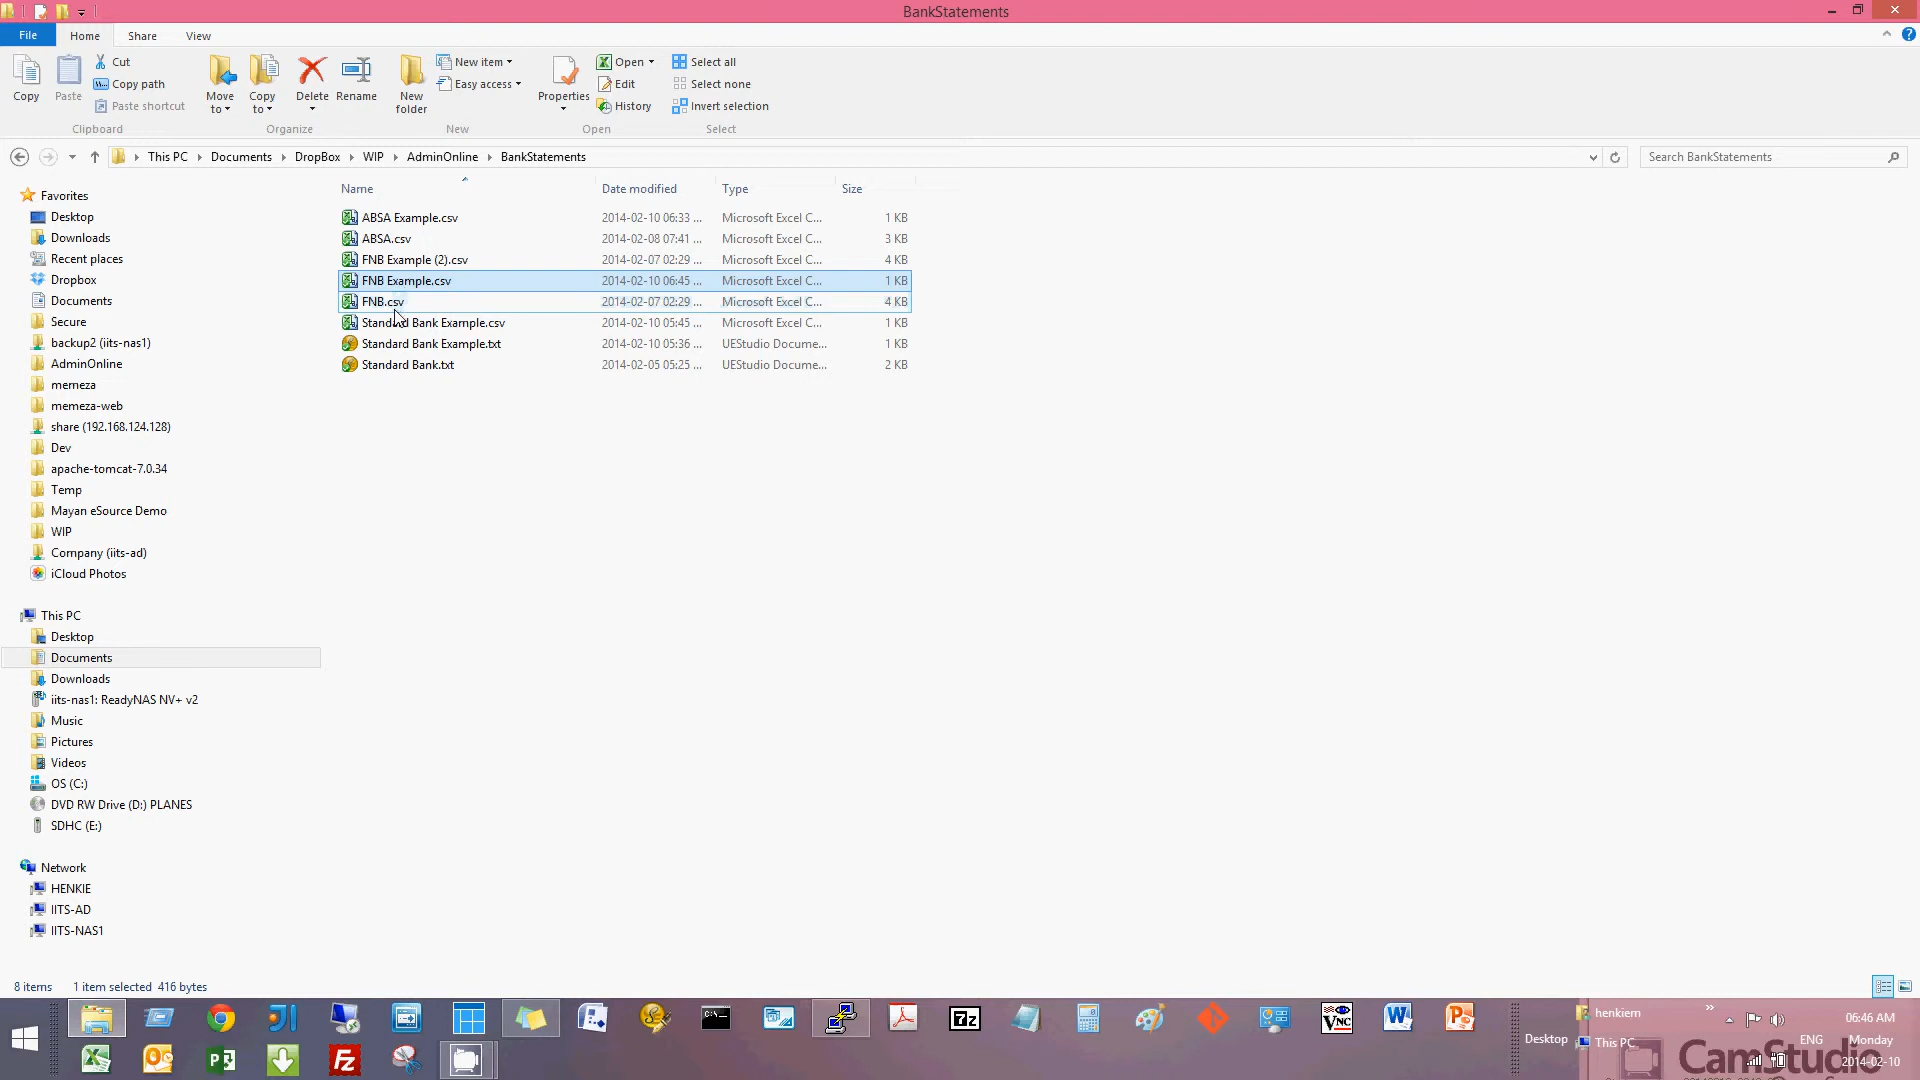 BankStatements
File
Home
Share
View
Copy
Paste
Cut
Copy path
Paste shortcut
Clipboard
Move to
Copy to
Delete
Rename
Organize
New folder
New item
Easy access
New
Properties
Open
Edit
History
Open
Select all
Select none
Invert selection
Select
This PC
Documents
DropBox
WIP
AdminOnline
BankStatements
Search BankStatements
Name
Date modified
Type
Size
ABSA Example.csv 2014-02-10 06:33 ... Microsoft Excel C... 1 KB
ABSA.csv 2014-02-08 07:41 ... Microsoft Excel C... 3 KB
FNB Example (2).csv 2014-02-07 02:29 ... Microsoft Excel C... 4 KB
FNB Example.csv 2014-02-10 06:45 ... Microsoft Excel C... 1 KB
FNB.csv 2014-02-07 02:29 ... Microsoft Excel C... 4 KB
Standard Bank Example.csv 2014-02-10 05:45 ... Microsoft Excel C... 1 KB
Standard Bank Example.txt 2014-02-10 05:36 ... UEStudio Docume... 1 KB
Standard Bank.txt 2014-02-05 05:25 ... UEStudio Docume... 2 KB
Favorites
Desktop
Downloads
Recent places
Dropbox
Documents
Secure
backup2 (iits-nas1)
AdminOnline
memeza
memeza-web
share (192.168.124.128)
Dev
apache-tomcat-7.0.34
Temp
Mayan eSource Demo
WIP
Company (iits-ad)
iCloud Photos
This PC
Desktop
Documents
Downloads
iits-nas1: ReadyNAS NV+ v2
Music
Pictures
Videos
OS (C:)
DVD RW Drive (D:) PLANES
SDHC (E:)
Network
HENKIE
IITS-AD
IITS-NAS1
8 items
1 item selected 416 bytes
Desktop
henkiem
This PC
ENG
06:46 AM
Monday
2014-02-10
CamStudio